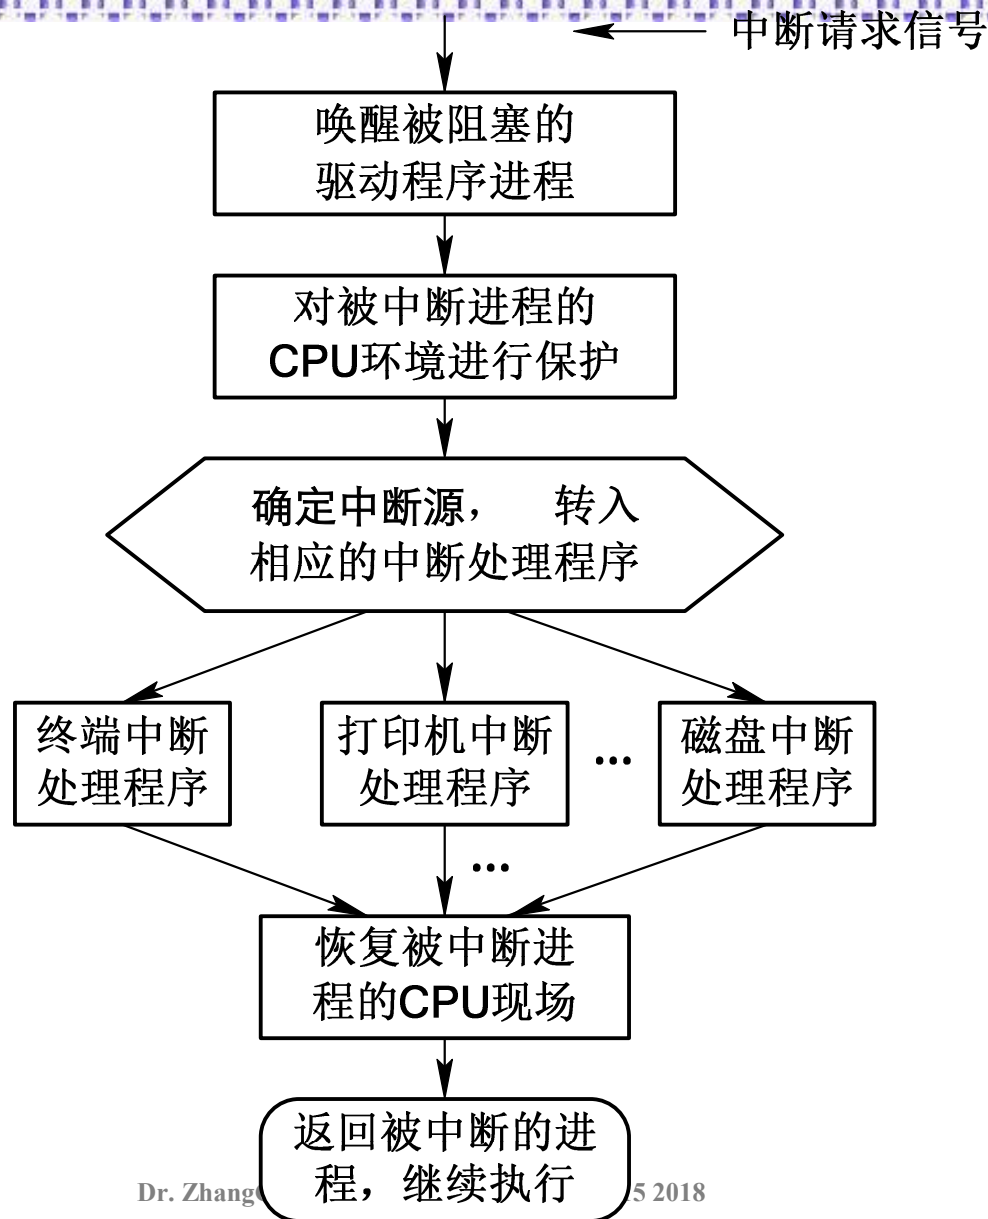 中断请求信号
唤醒被阻塞的
驱动程序进程
对被中断进程的
CPU环境进行保护
确定中断源， 转入
相应的中断处理程序
终端中断
处理程序
打印机中断
处理程序
...
磁盘中断
处理程序
...
恢复被中断进
程的CPU现场
返回被中断的进
程，继续执行
Dr. Zhang 5 2018